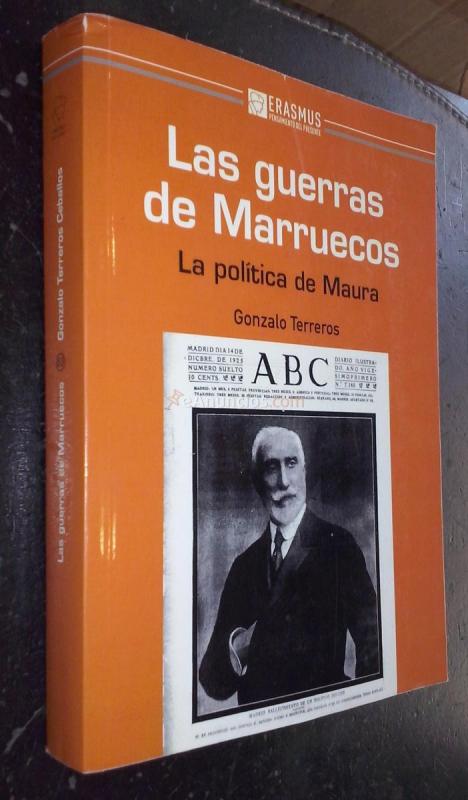 ERASMUS
PENSAMIENTO DEL PRESENTE
Las guerras
de Marruecos
La política de Maura
Gonzalo Terreros
MADRID DIA 14 DE
DICBRE. DE 1925
NUMERO SUELTO
10 CENTS.
ABC
DIARIO ILUSTRA-
DO. AÑO VIGE-
SIMOPRIMERO
eAnuncios.com
Gonzalo Terreros Ceballos
Las guerras de Marruecos